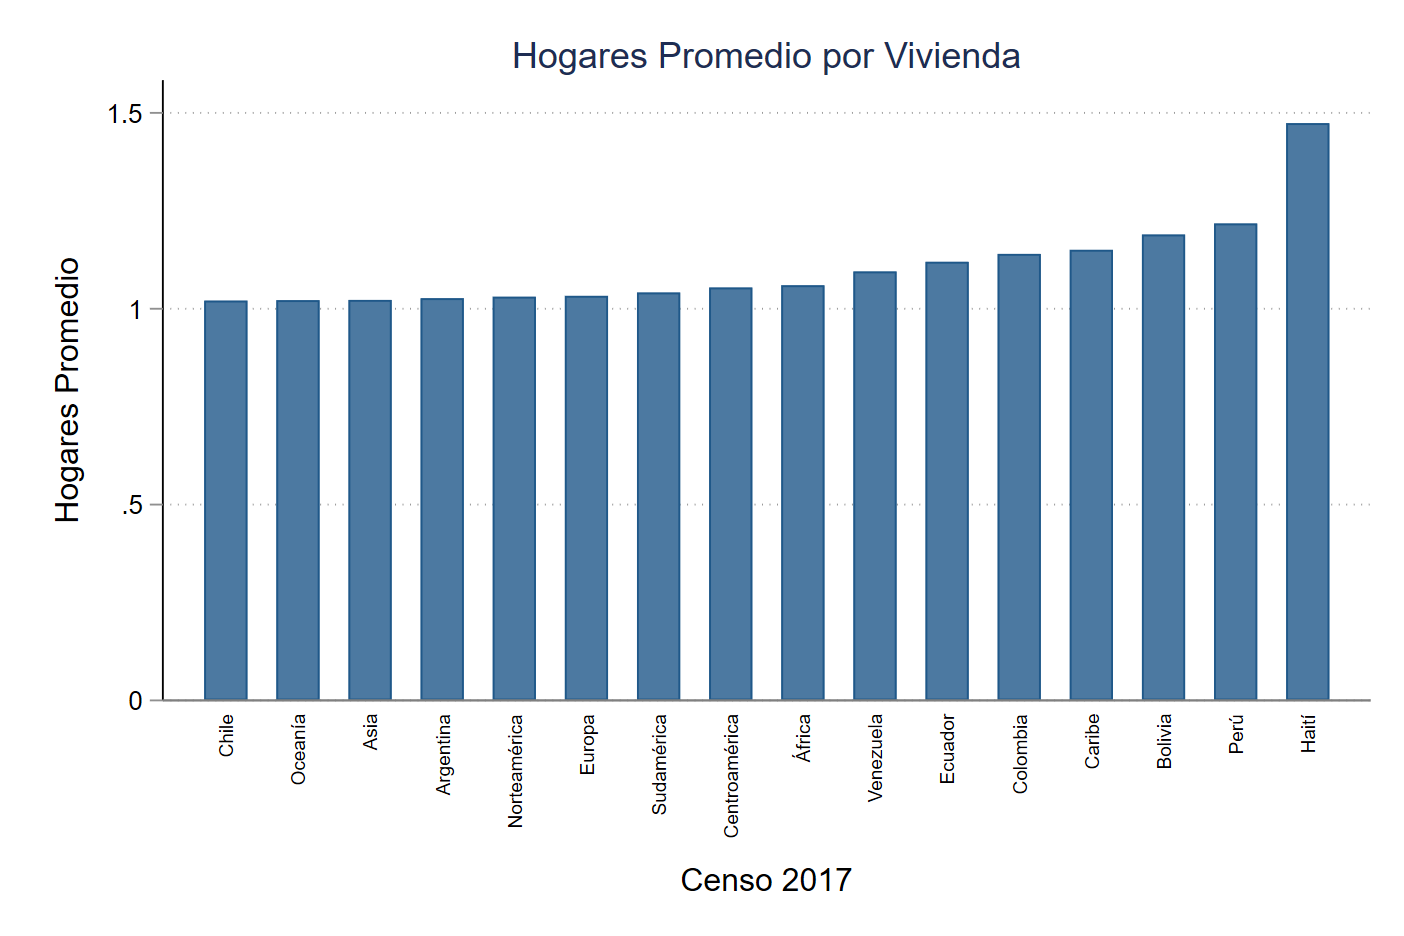 Hogares Promedio por Vivienda
Hogares Promedio
1.5
1
.5
0
Chile
Oceanía
Asia
Argentina
Norteamérica
Europa
Sudamérica
Centroamérica
África
Venezuela
Ecuador
Colombia
Caribe
Bolivia
Perú
Haití
Censo 2017